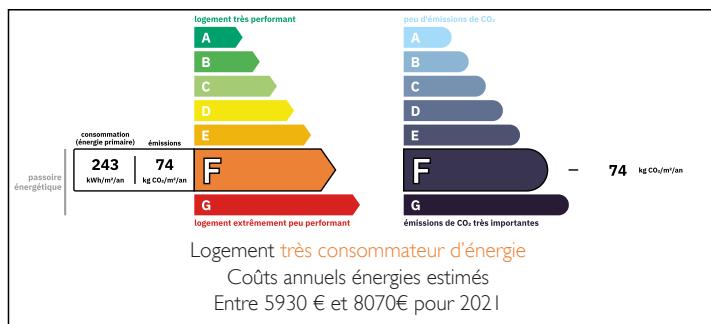 logement très performant
A
B
C
D
E
consommation
(énergie primaire)
émissions
243
74
kWh/m²/an
kg CO₂/m²/an
F
passoire
énergétique
G
logement extrêmement peu performant
peu d'émissions de CO₂
A
B
C
D
E
F
74 kg CO₂/m²/an
G
émissions de CO₂ très importantes
Logement très consommateur d'énergie
Coûts annuels énergies estimés
Entre 5930 € et 8070€ pour 2021